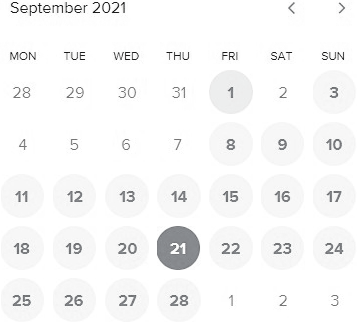 September 2021
MON TUE WED THU FRI SAT SUN
28 29 30 31 1 2 3
4 5 6 7 8 9 10
11 12 13 14 15 16 17
18 19 20 21 22 23 24
25 26 27 28 1 2 3